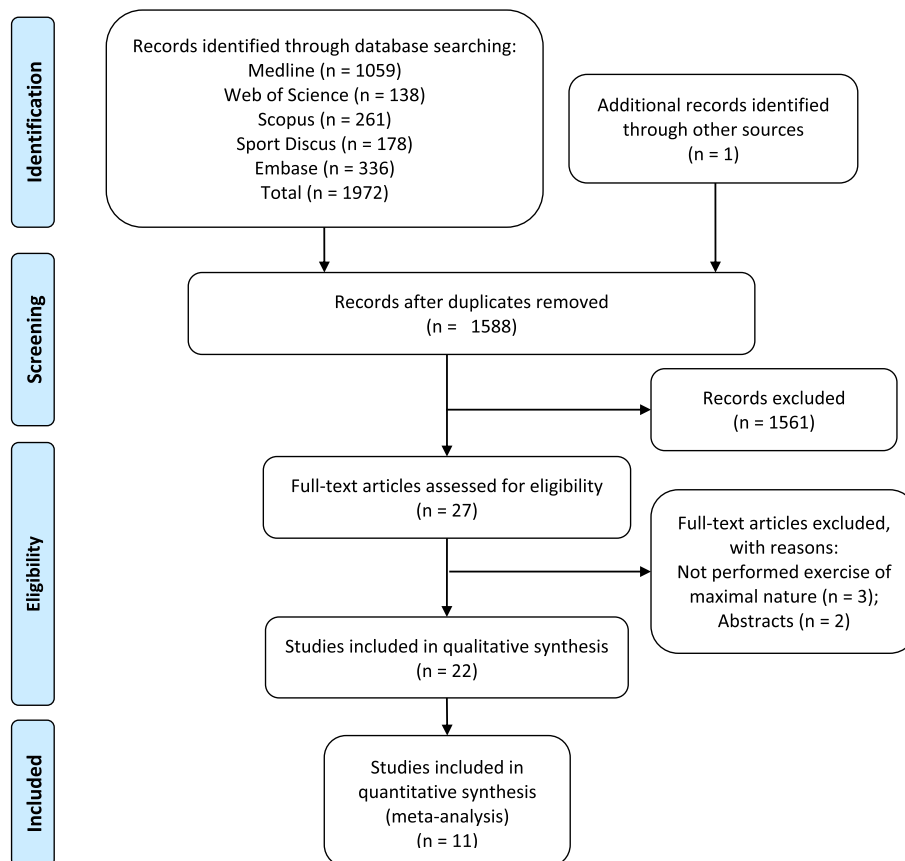 Identification
Records identified through database searching:
Medline (n = 1059)
Web of Science (n = 138)
Scopus (n = 261)
Sport Discus (n = 178)
Embase (n = 336)
Total (n = 1972)
Additional records identified
through other sources
(n = 1)
Screening
Records after duplicates removed
(n = 1588)
Records excluded
(n = 1561)
Eligibility
Full-text articles assessed for eligibility
(n = 27)
Full-text articles excluded,
with reasons:
Not performed exercise of
maximal nature (n = 3);
Abstracts (n = 2)
Studies included in qualitative synthesis
(n = 22)
Included
Studies included in
quantitative synthesis
(meta-analysis)
(n = 11)